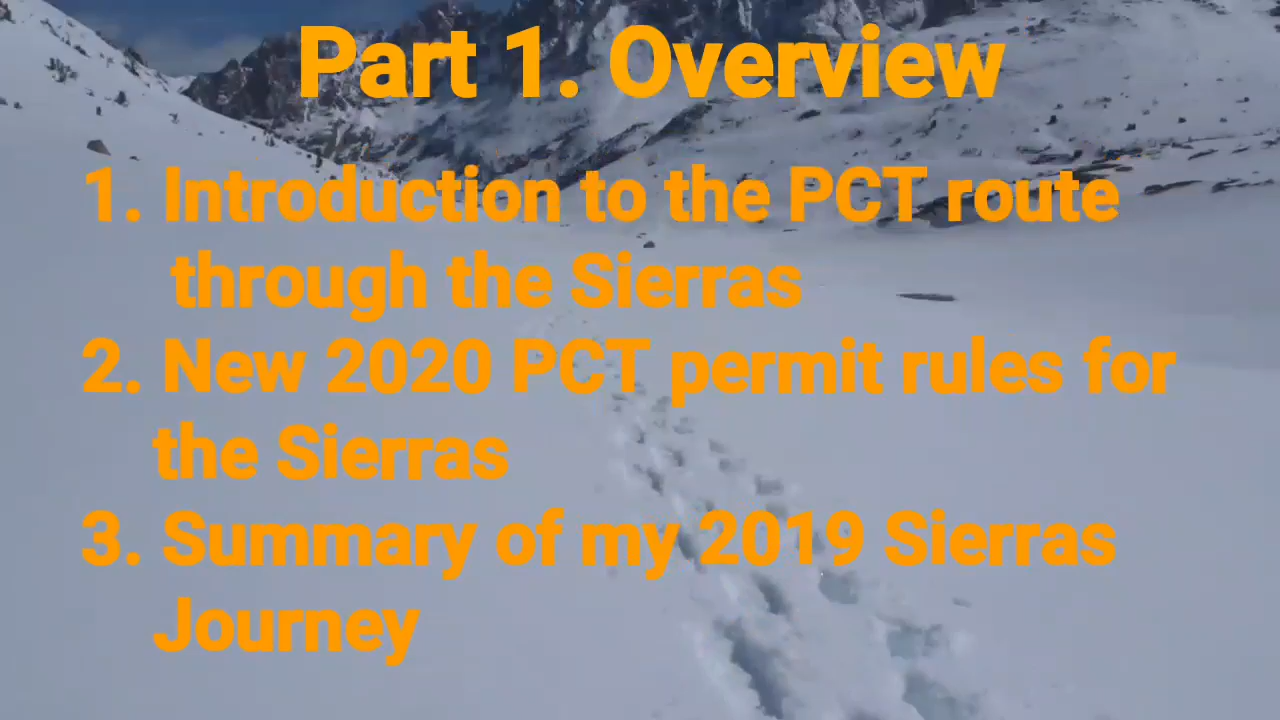 Part 1. Overview
1. Introduction to the PCT route
through the Sierras
2. New 2020 PCT permit rules for
the Sierras
3. Summary of my 2019 Sierras
Journey